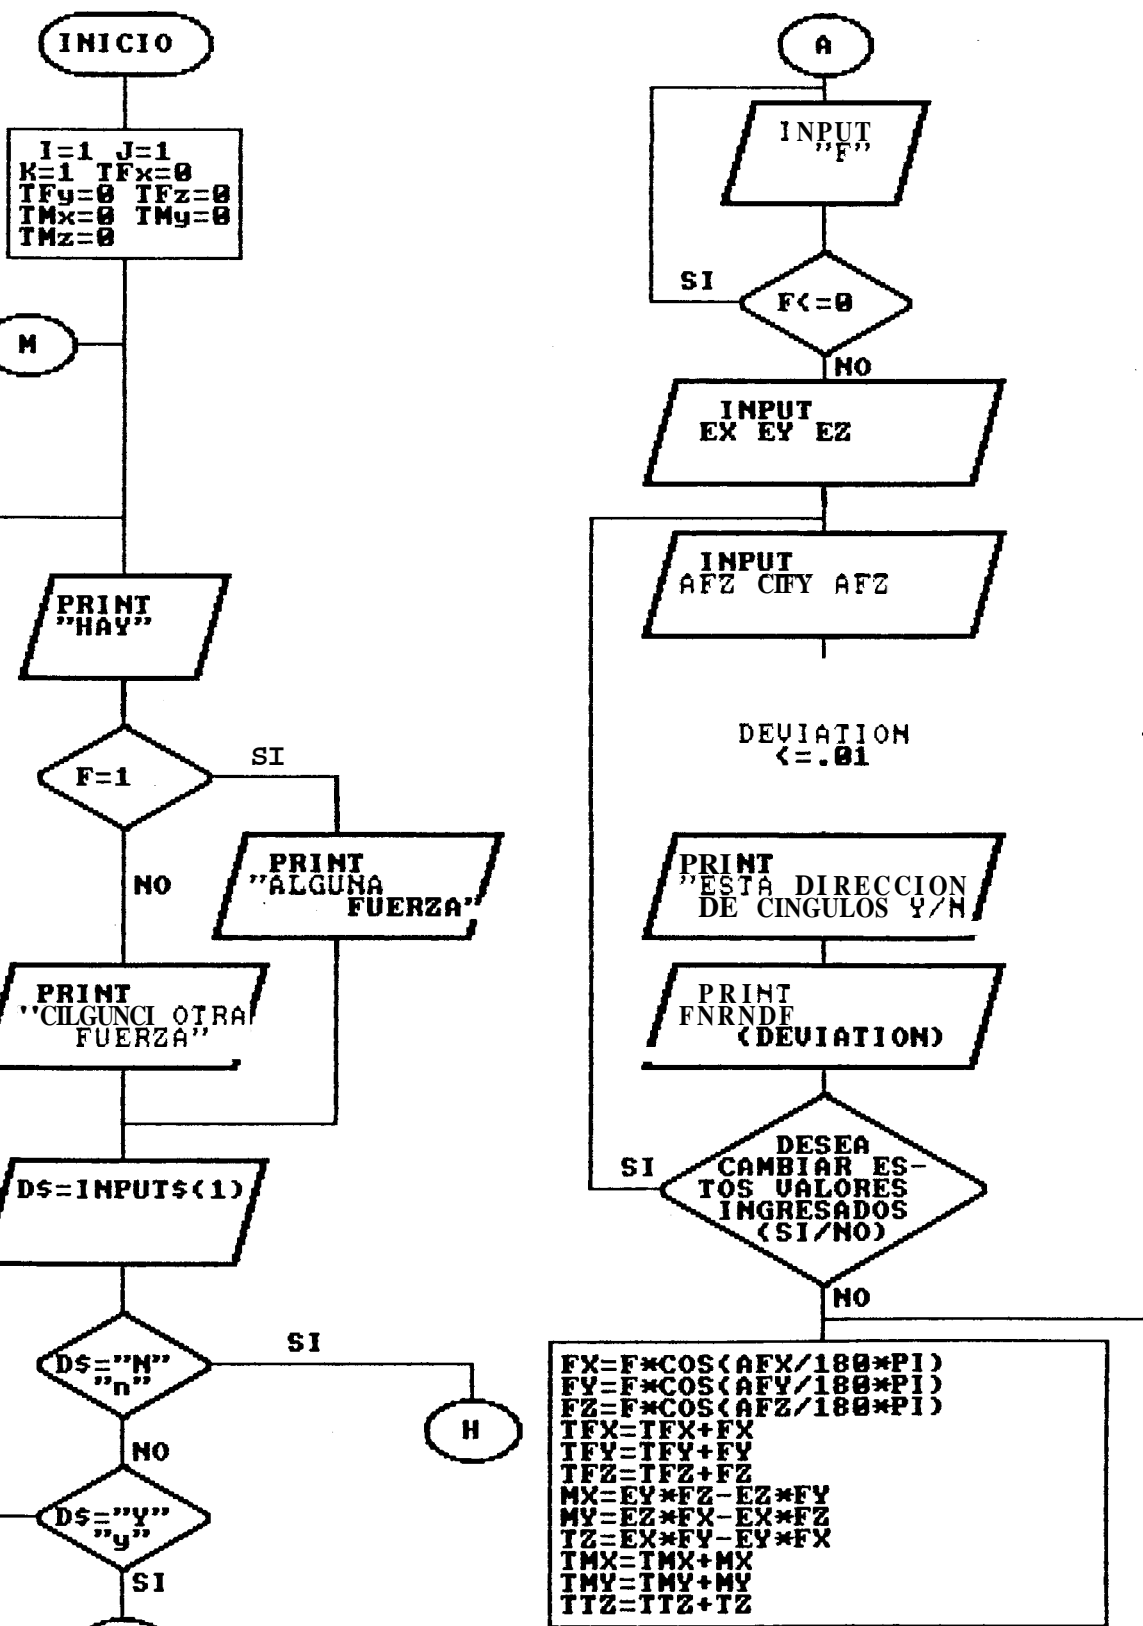 INICIO
I=1 J=1
K=1 TFx=0
TFy=0 TFz=0
TMx=0 TMy=0
TMz=0
M
PRINT
"HAY"
F=1
SI
NO
PRINT
"ALGUNA
FUERZA"
PRINT
"CILGUNCI OTRA
FUERZA"
D$=INPUT$(1)
D$="N"
"n"
SI
H
NO
D$="Y"
"y"
SI
A
INPUT
"F"
SI
F<=0
NO
INPUT
EX EY EZ
INPUT
AFZ CIFY AFZ
DEVIATION
<=.01
PRINT
"ESTA DIRECCION
DE CINGULOS Y/N
PRINT
FNRNDF
(DEVIATION)
SI
DESEA
CAMBIAR ES-
TOS VALORES
INGRESADOS
(SI/NO)
NO
FX=F*COS(AFX/180*PI)
FY=F*COS(AFY/180*PI)
FZ=F*COS(AFZ/180*PI)
TFX=TFX+FX
TFY=TFY+FY
TFZ=TFZ+FZ
MX=EY*FZ-EZ*FY
MY=EZ*FX-EX*FZ
TZ=EX*FY-EY*FX
TMX=TMX+MX
TMY=TMY+MY
TTZ=TTZ+TZ